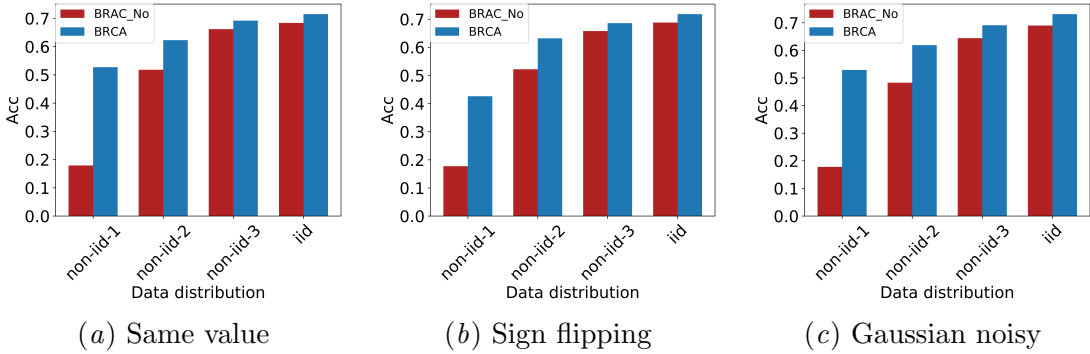 BRAC_No
BRCA
Acc
0.7
0.6
0.5
0.4
0.3
0.2
0.1
0.0
non-iid-1
non-iid-2
non-iid-3
iid
Data distribution
(a) Same value
BRAC_No
BRCA
Acc
0.7
0.6
0.5
0.4
0.3
0.2
0.1
0.0
non-iid-1
non-iid-2
non-iid-3
iid
Data distribution
(b) Sign flipping
BRAC_No
BRCA
Acc
0.7
0.6
0.5
0.4
0.3
0.2
0.1
0.0
non-iid-1
non-iid-2
non-iid-3
iid
Data distribution
(c) Gaussian noisy